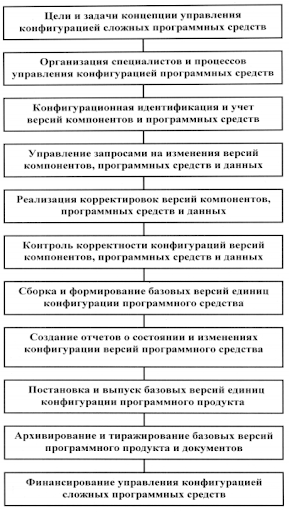 Цели и задачи концепции управления
конфигурацией сложных программных средств
Организация специалистов и процессов
управления конфигурацией программных средств
Конфигурационная идентификация и учет
версий компонентов и программных средств
Управление запросами на изменения версий
компонентов, программных средств и данных
Реализация корректировок версий компонентов,
программных средств и данных
Контроль корректности конфигураций версий
компонентов, программных средств и данных
Сборка и формирование базовых версий единиц
конфигурации программного средства
Создание отчетов о состоянии и изменениях
конфигурации версий программного средства
Постановка и выпуск базовых версий единиц
конфигурации программного продукта
Архивирование и тиражирование базовых версий
программного продукта и документов
Финансирование управления конфигурацией
сложных программных средств